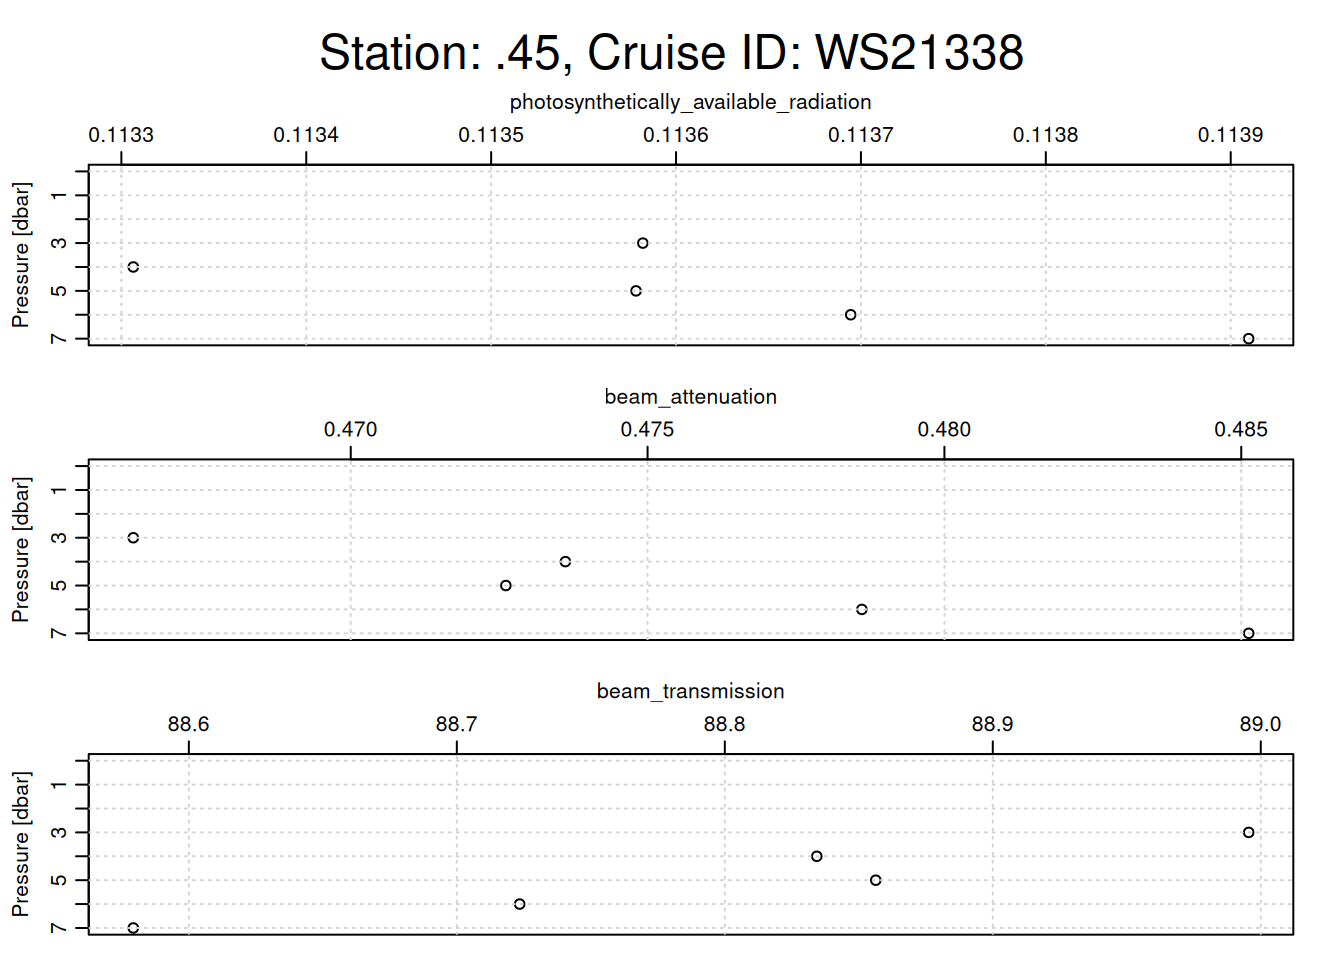 Station: .45, Cruise ID: WS21338
photosynthetically_available_radiation
0.1133 0.1134 0.1135 0.1136 0.1137 0.1138 0.1139
Pressure [dbar]
1
3
5
7
beam_attenuation
0.470 0.475 0.480 0.485
Pressure [dbar]
1
3
5
7
beam_transmission
88.6 88.7 88.8 88.9 89.0
Pressure [dbar]
1
3
5
7